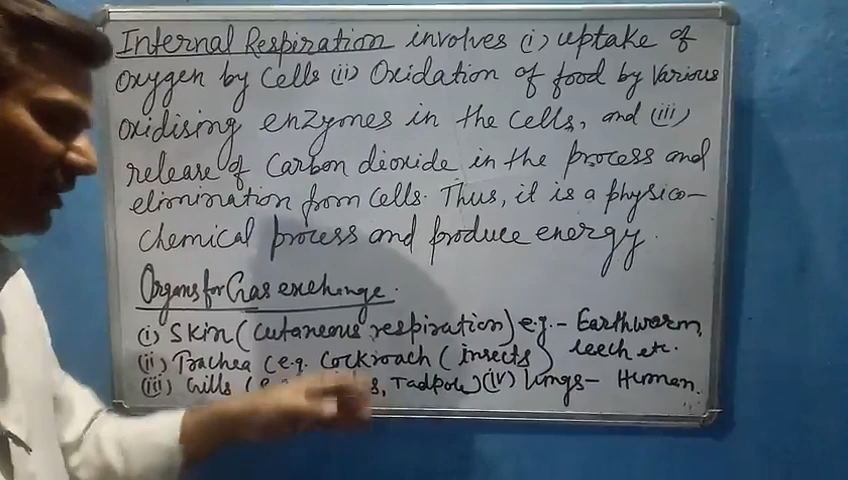 Internal Respiration involves (i) uptake of
Oxygen by Cells (ii) Oxidation of food by Various
Oxidising enzymes in the cells, and (iii)
release of Carbon dioxide in the process and
elimination from cells. Thus, it is a physico-
chemical process and produce energy.
Organs for Gas exchange.
(i) Skin (Cutaneous respiration) e.g.- Earthworm,
leech etc.
(ii) Trachea (e.g. Cockroach (insects)
(iii) Gills ( s, Tadpole) (iv) lungs- Human.